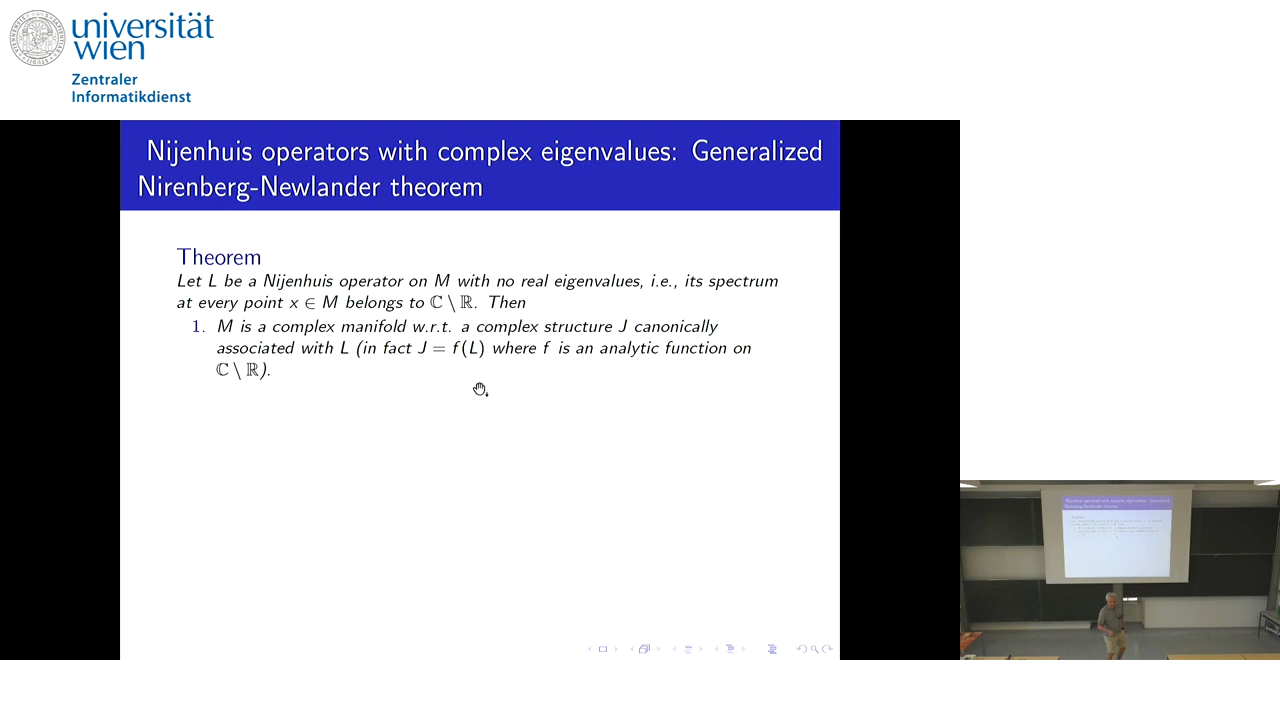 universität
wien
Zentraler
Informatikdienst
Nijenhuis operators with complex eigenvalues: Generalized
Nirenberg-Newlander theorem
Theorem
Let L be a Nijenhuis operator on M with no real eigenvalues, i.e., its spectrum
at every point x ∈ M belongs to ℂ \ ℝ. Then
1. M is a complex manifold w.r.t. a complex structure J canonically
associated with L (in fact J = f(L) where f is an analytic function on
ℂ \ ℝ).